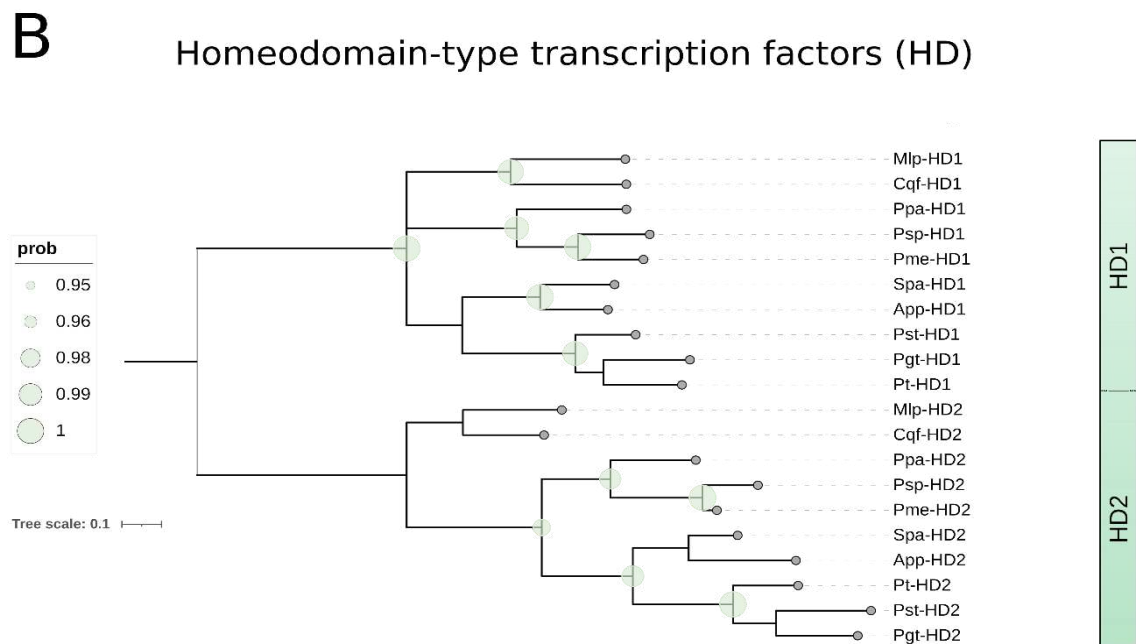 B
Homeodomain-type transcription factors (HD)
prob
0.95
0.96
0.98
0.99
1
Tree scale: 0.1
Mlp-HD1
Cqf-HD1
Ppa-HD1
Psp-HD1
Pme-HD1
Spa-HD1
App-HD1
Pst-HD1
Pgt-HD1
Pt-HD1
Mlp-HD2
Cqf-HD2
Ppa-HD2
Psp-HD2
Pme-HD2
Spa-HD2
App-HD2
Pt-HD2
Pst-HD2
Pgt-HD2
HD1
HD2